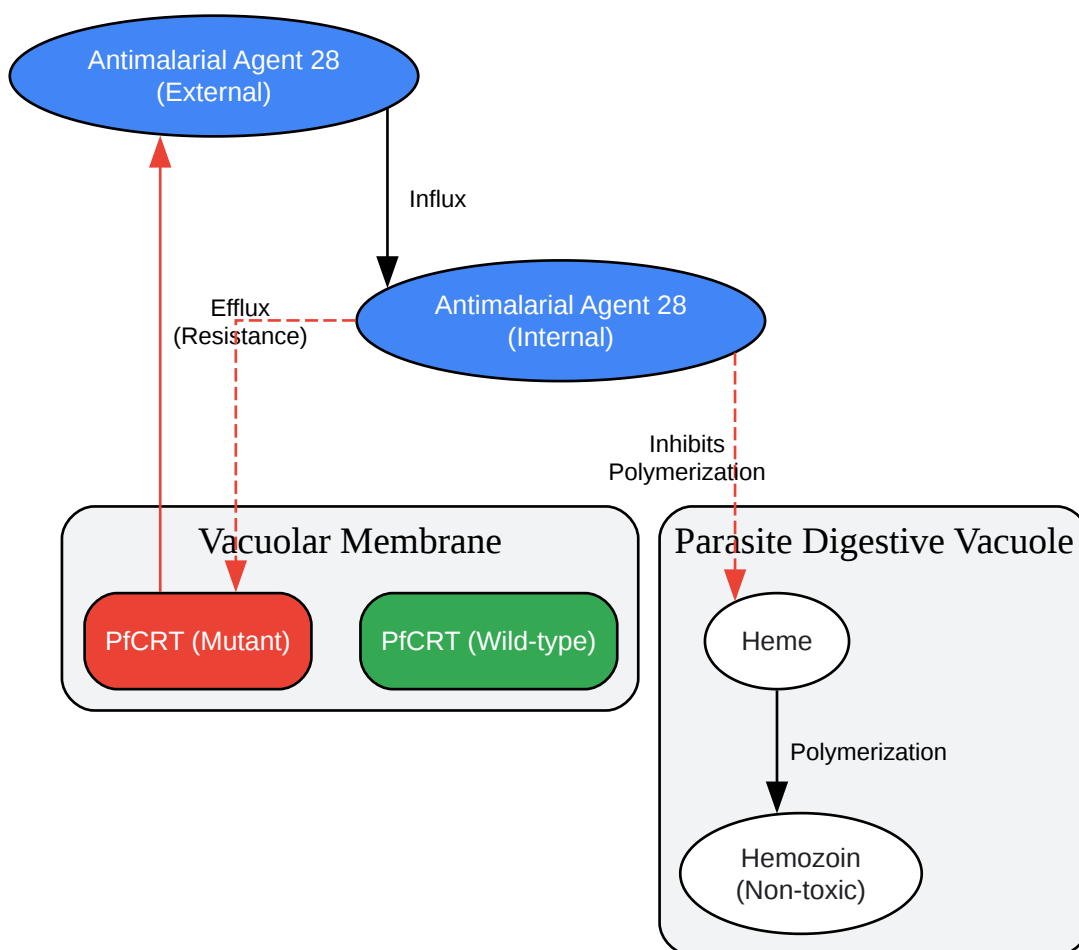 Antimalarial Agent 28
(External)
Influx
Antimalarial Agent 28
(Internal)
Efflux
(Resistance)
Inhibits
Polymerization
Vacuolar Membrane
Parasite Digestive Vacuole
PfCRT (Mutant)
PfCRT (Wild-type)
Heme
Polymerization
Hemozoin
(Non-toxic)